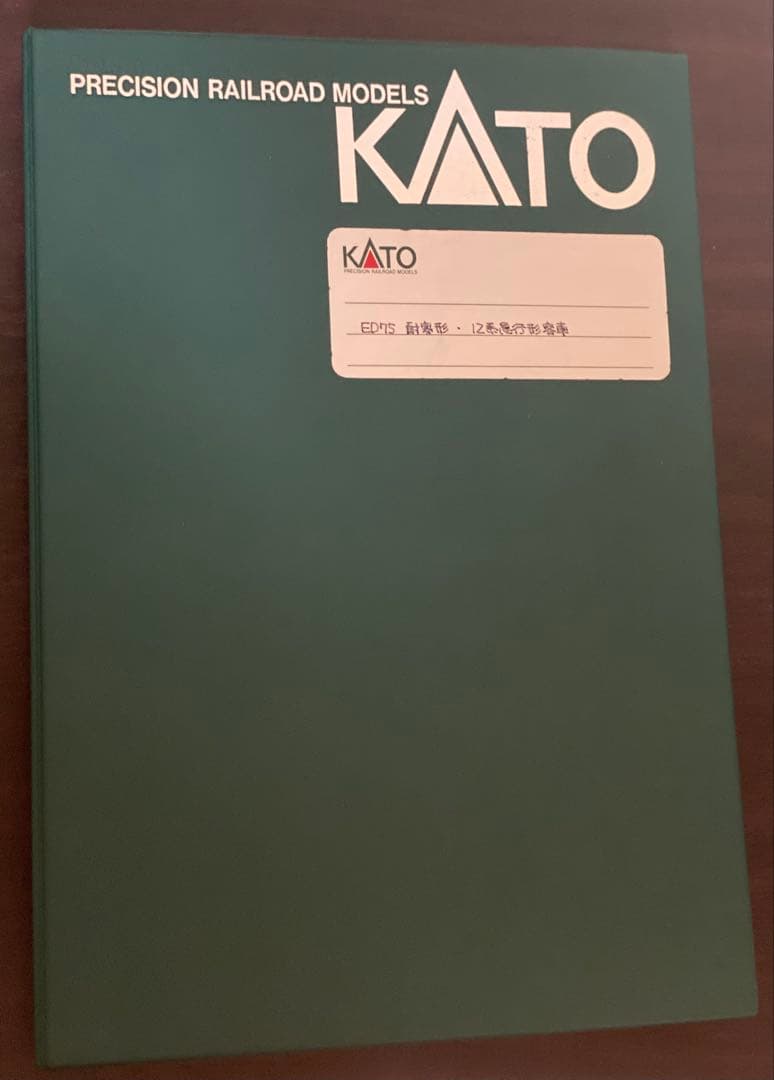 PRECISION RAILROAD MODELS
KATO
KATO
PRECISION RAILROAD MODELS
ED75 耐寒形・12系急行形客車